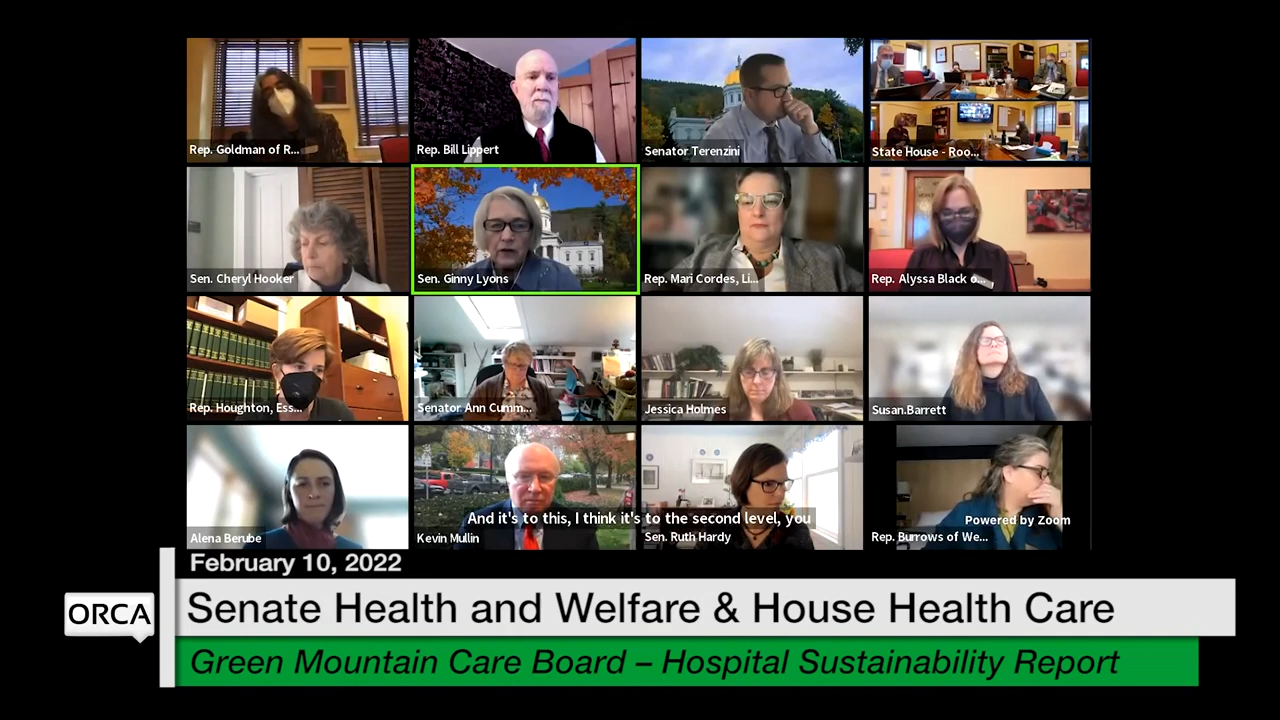 Rep. Goldman of R...
Rep. Bill Lippert
Senator Terenzini
State House - Roo...
Sen. Cheryl Hooker
Sen. Ginny Lyons
Rep. Mari Cordes, Li...
Rep. Alyssa Black o...
Rep. Houghton, Ess...
Senator Ann Cumm...
Jessica Holmes
Susan.Barrett
And it's to this, I think it's to the second level, you
Powered by Zoom
Alena Berube
Kevin Mullin
Sen. Ruth Hardy
Rep. Burrows of We...
February 10, 2022
ORCA
Senate Health and Welfare & House Health Care
Green Mountain Care Board – Hospital Sustainability Report